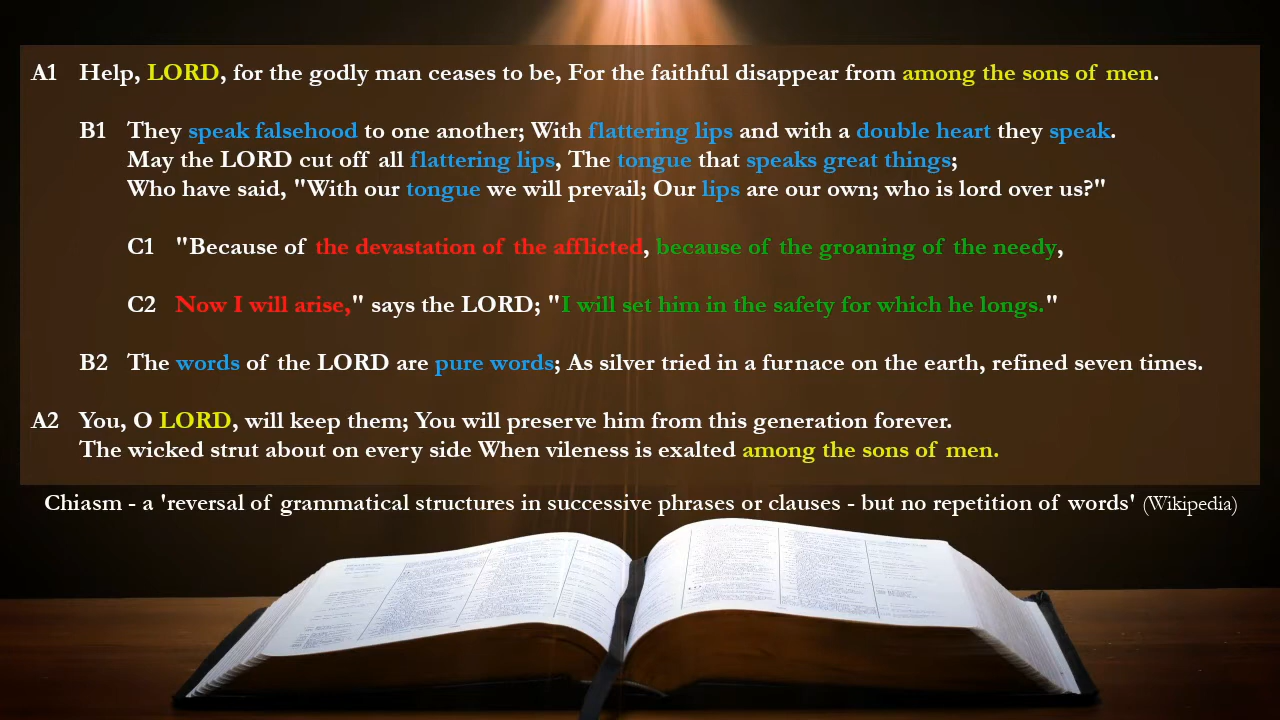 A1 Help, LORD, for the godly man ceases to be, For the faithful disappear from among the sons of men.
B1 They speak falsehood to one another; With flattering lips and with a double heart they speak.
May the LORD cut off all flattering lips, The tongue that speaks great things;
Who have said, "With our tongue we will prevail; Our lips are our own; who is lord over us?"
C1 "Because of the devastation of the afflicted, because of the groaning of the needy,
C2 Now I will arise," says the LORD; "I will set him in the safety for which he longs."
B2 The words of the LORD are pure words; As silver tried in a furnace on the earth, refined seven times.
A2 You, O LORD, will keep them; You will preserve him from this generation forever.
The wicked strut about on every side When vileness is exalted among the sons of men.
Chiasm - a 'reversal of grammatical structures in successive phrases or clauses - but no repetition of words' (Wikipedia)